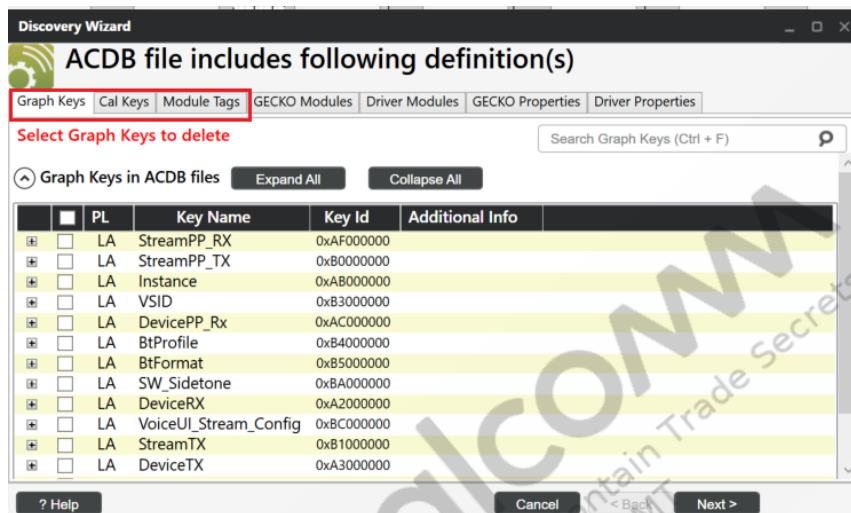 Discovery Wizard
ACDB file includes following definition(s)
Graph Keys Cal Keys Module Tags GECKO Modules Driver Modules GECKO Properties Driver Properties
Select Graph Keys to delete
Search Graph Keys (Ctrl + F)
Graph Keys in ACDB files Expand All Collapse All
PL Key Name Key Id Additional Info
LA StreamPP_RX 0xAF000000
LA StreamPP_TX 0xB0000000
LA Instance 0xAB000000
LA VSID 0xB3000000
LA DevicePP_Rx 0xAC000000
LA BtProfile 0xB4000000
LA BtFormat 0xB5000000
LA SW_Sidetone 0xBA000000
LA DeviceRX 0xA2000000
LA VoiceUI_Stream_Config 0xBC000000
LA StreamTX 0xB1000000
LA DeviceTX 0xA3000000
? Help Cancel < Back Next >
alcomm
ntain Trade Secrets